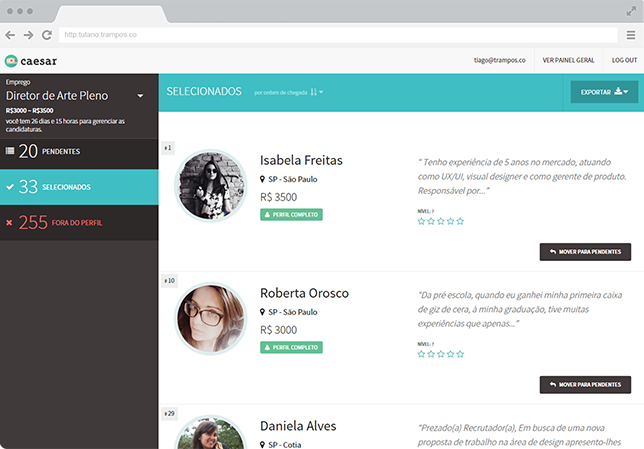 http:tutario.trampos.co
caesar
tiago@trampos.co
VER PAINEL GERAL
LOG OUT
Emprego
Diretor de Arte Pleno
R$3000 – R$3500
você tem 26 dias e 15 horas para gerenciar as
candidaturas.
20 PENDENTES
33 SELECIONADOS
255 FORA DO PERFIL
SELECIONADOS
por ordem de chegada
EXPORTAR
#1
Isabela Freitas
SP - São Paulo
R$ 3500
PERFIL COMPLETO
“ Tenho experiência de 5 anos no mercado, atuando
como UX/UI, visual designer e como gerente de produto.
Responsável por...”
NÍVEL: ?
MOVER PARA PENDENTES
#10
Roberta Orosco
SP - São Paulo
R$ 3000
PERFIL COMPLETO
“Da pré escola, quando eu ganhei minha primeira caixa
de giz de cera, à minha graduação, tive muitas
experiências que apenas...”
NÍVEL: ?
MOVER PARA PENDENTES
#29
Daniela Alves
SP - Cotia
“Prezado(a) Recrutador(a), Em busca de uma nova
proposta de trabalho na área de design apresento-lhes